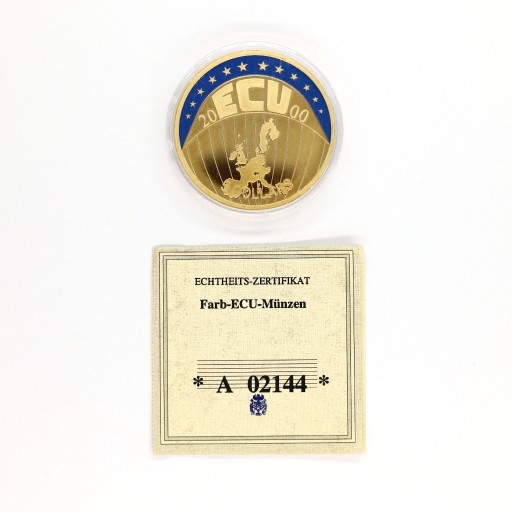 ECU
20 00
ECHTHEITS-ZERTIFIKAT
Farb-ECU-Münzen
* A 02144 *